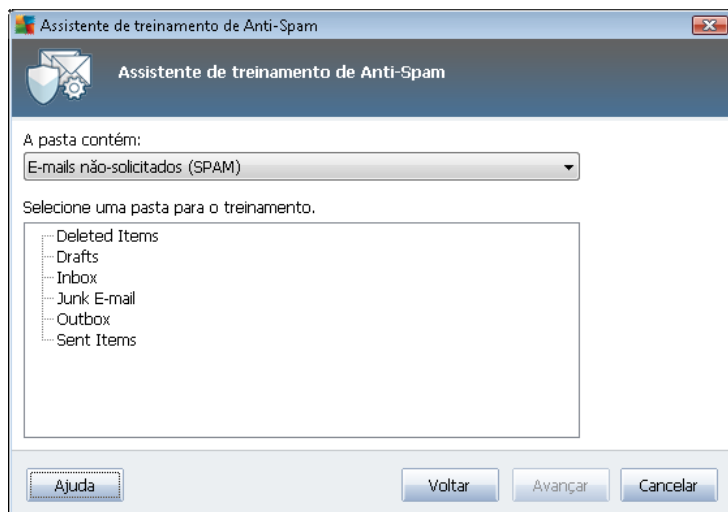 Assistente de treinamento de Anti-Spam
Assistente de treinamento de Anti-Spam
A pasta contém:
E-mails não-solicitados (SPAM)
Selecione uma pasta para o treinamento.
Deleted Items
Drafts
Inbox
Junk E-mail
Outbox
Sent Items
Ajuda Voltar Avançar Cancelar